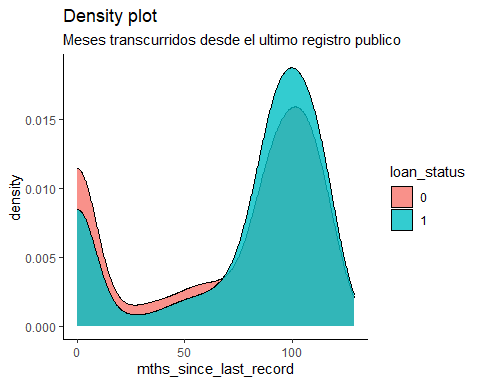 Density plot
Meses transcurridos desde el ultimo registro publico
0.015
0.010
0.005
0.000
density
0 50 100
mths_since_last_record
loan_status
0
1